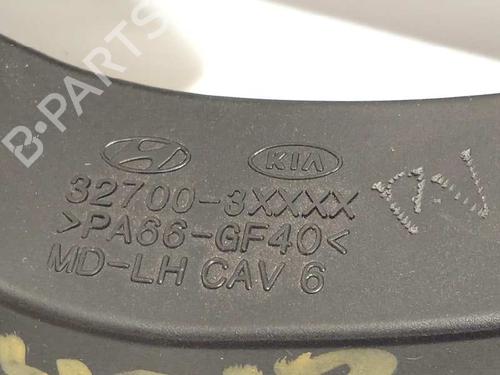 B-PARTS
KIA
32700-3XXXX
>PA66-GF40<
MD-LH CAV 6